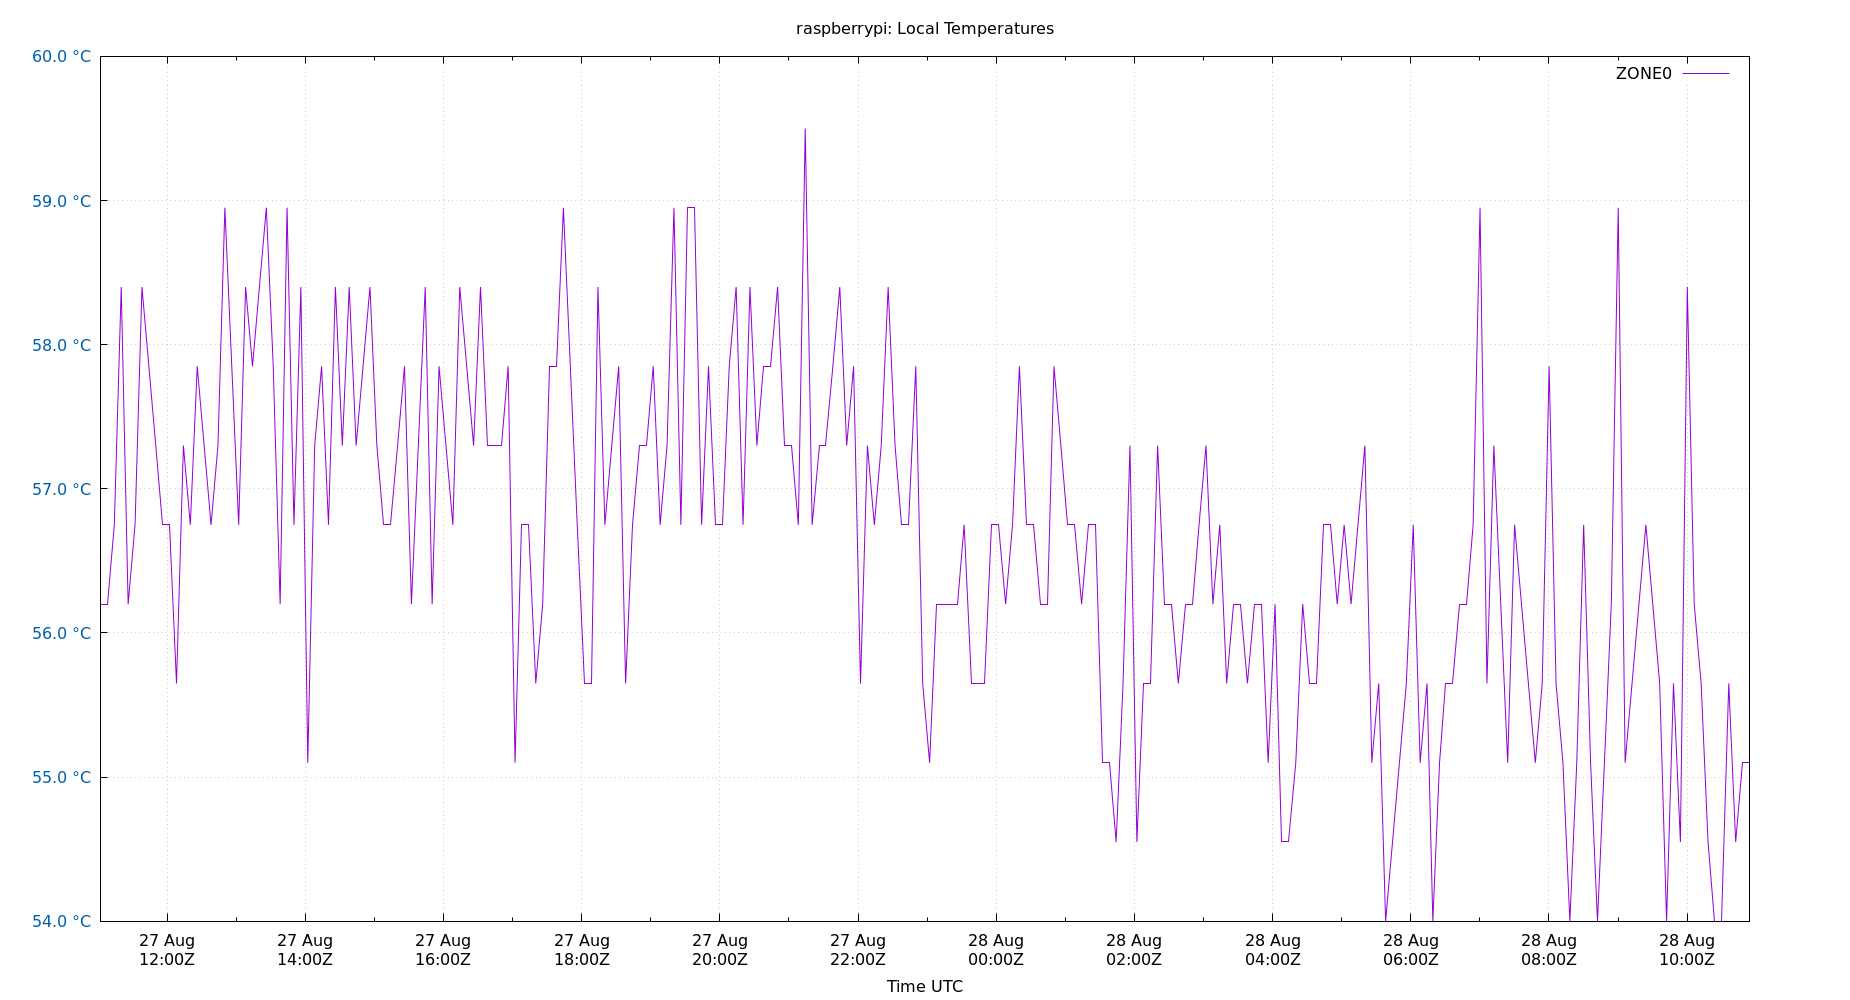 raspberrypi: Local Temperatures
60.0 °C
59.0 °C
58.0 °C
57.0 °C
56.0 °C
55.0 °C
54.0 °C
ZONE0
27 Aug 27 Aug 27 Aug 27 Aug 27 Aug 27 Aug 28 Aug 28 Aug 28 Aug 28 Aug 28 Aug 28 Aug
12:00Z 14:00Z 16:00Z 18:00Z 20:00Z 22:00Z 00:00Z 02:00Z 04:00Z 06:00Z 08:00Z 10:00Z
Time UTC